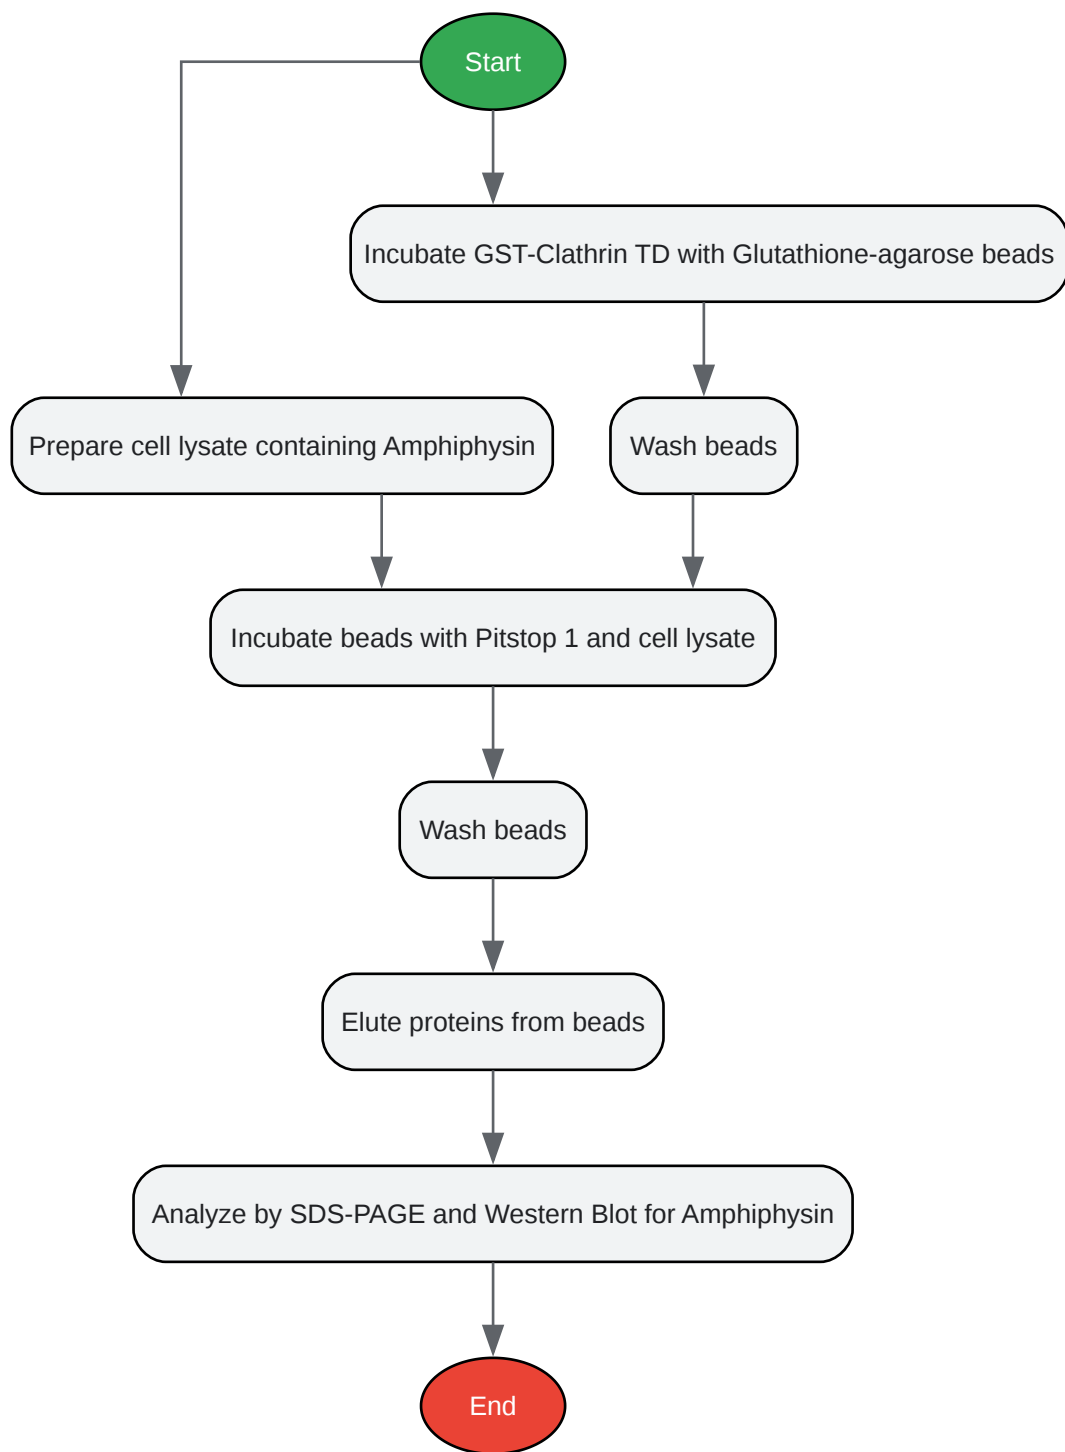 Start
Incubate GST-Clathrin TD with Glutathione-agarose beads
Prepare cell lysate containing Amphiphysin
Wash beads
Incubate beads with Pitstop 1 and cell lysate
Wash beads
Elute proteins from beads
Analyze by SDS-PAGE and Western Blot for Amphiphysin
End